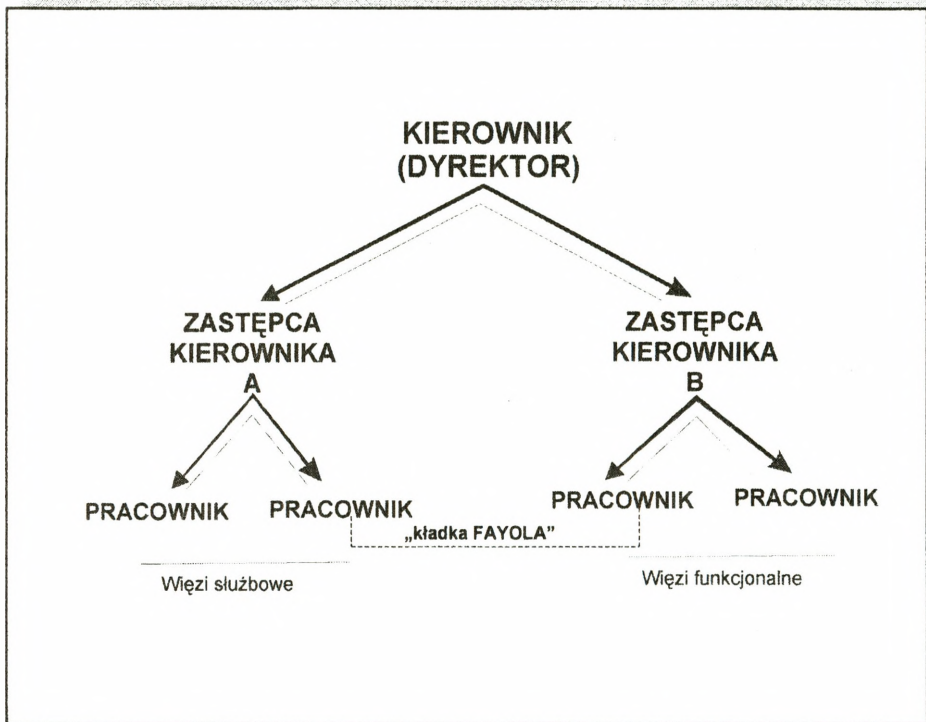 KIEROWNIK
(DYREKTOR)
ZASTĘPCA
KIEROWNIKA
A
ZASTĘPCA
KIEROWNIKA
B
PRACOWNIK
PRACOWNIK
PRACOWNIK
PRACOWNIK
„kładka FAYOLA”
Więzi służbowe
Więzi funkcjonalne